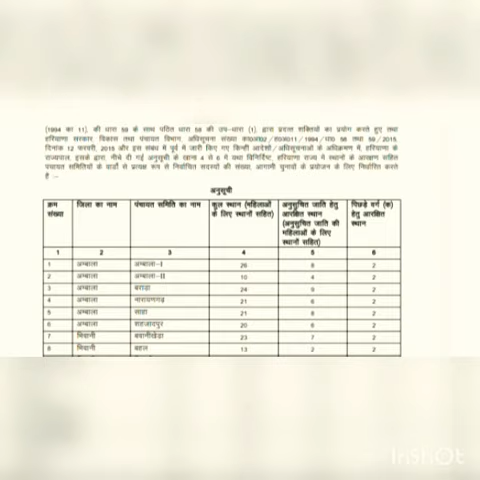 (1994 का 11), की धारा 59 के साथ पठित धारा 58 की उप-धारा (1), द्वारा प्रदत्त शक्तियों का प्रयोग करते हुए तथा
हरियाणा सरकार, विकास तथा पंचायत विभाग, अधिसूचना संख्या 1994 58 तथा 59 2015,
दिनांक 12 फरवरी, 2015 और इस संबंध में पूर्व में जारी किए गए किन्हीं आदेशों/अधिसूचनाओं के अधिक्रमण में, हरियाणा के
राज्यपाल, इसके द्वारा, नीचे दी गई अनुसूची के खाना 4 से 6 में यथा विनिर्दिष्ट, हरियाणा राज्य में स्थानों के आरक्षण सहित
पंचायत समितियों के वार्डों से प्रत्यक्ष रूप से निर्वाचित सदस्यों की संख्या, आगामी चुनावों के प्रयोजन के लिए निर्धारित करते
हैं :—
अनुसूची
क्रम संख्या जिला का नाम पंचायत समिति का नाम कुल स्थान (महिलाओं के लिए स्थानों सहित) अनुसूचित जाति हेतु आरक्षित स्थान (अनुसूचित जाति की महिलाओं के लिए स्थानों सहित) पिछड़े वर्ग (क) हेतु आरक्षित स्थान
1 2 3 4 5 6
1 अम्बाला अम्बाला-I 26 8 2
2 अम्बाला अम्बाला-II 10 4 2
3 अम्बाला बराड़ा 24 9 2
4 अम्बाला नारायणगढ़ 21 6 2
5 अम्बाला साहा 21 8 2
6 अम्बाला शहजादपुर 20 6 2
7 भिवानी बवानीखेड़ा 23 7 2
8 भिवानी बहल 13 2 2
InShOt